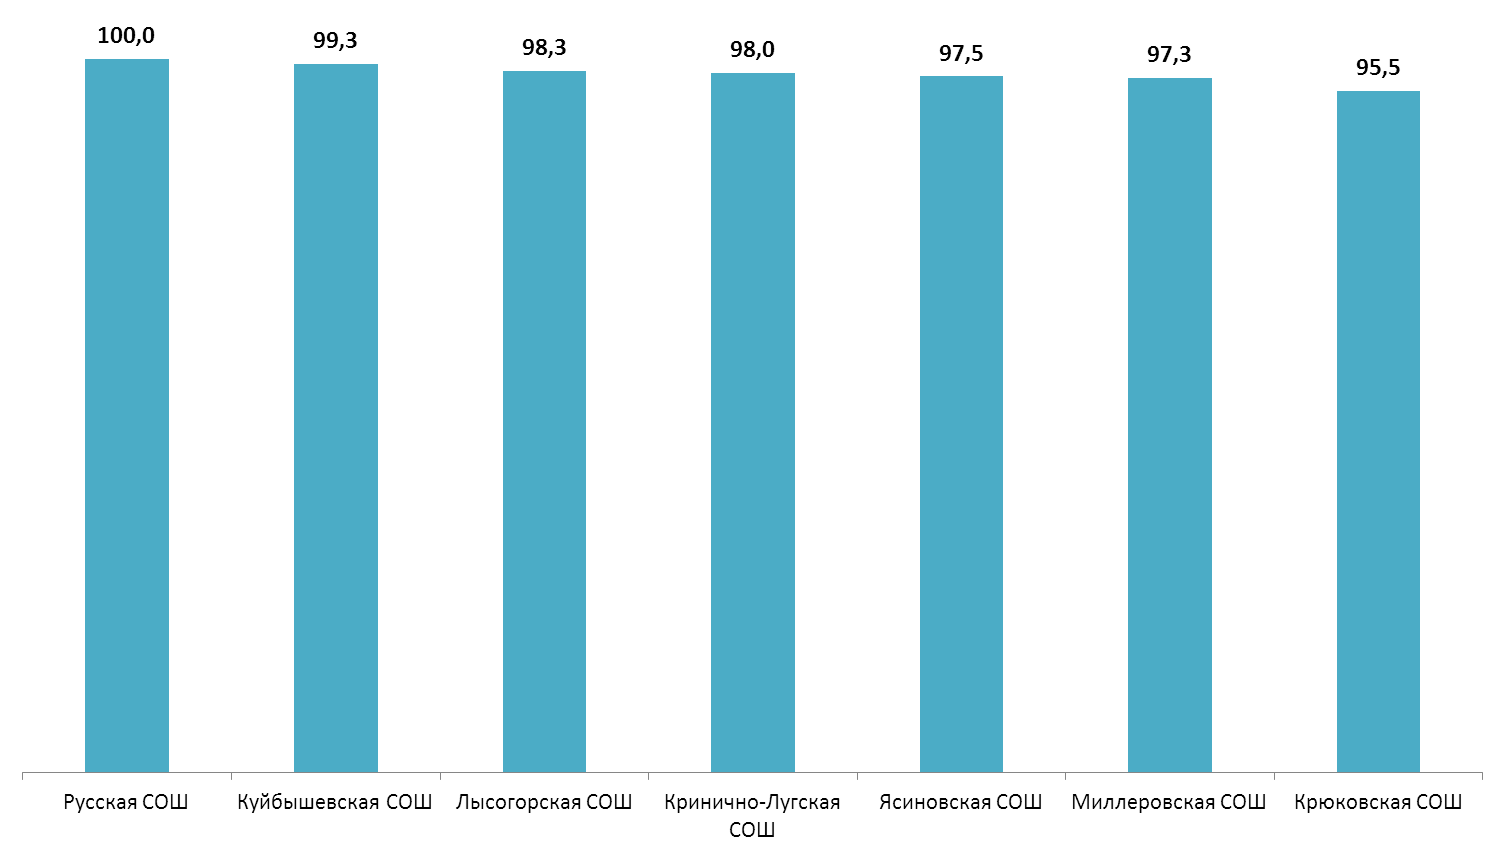 100,0
99,3
98,3
98,0
97,5
97,3
95,5
Русская СОШ
Куйбышевская СОШ
Лысогорская СОШ
Кринично-Лугская
СОШ
Ясиновская СОШ
Миллеровская СОШ
Крюковская СОШ